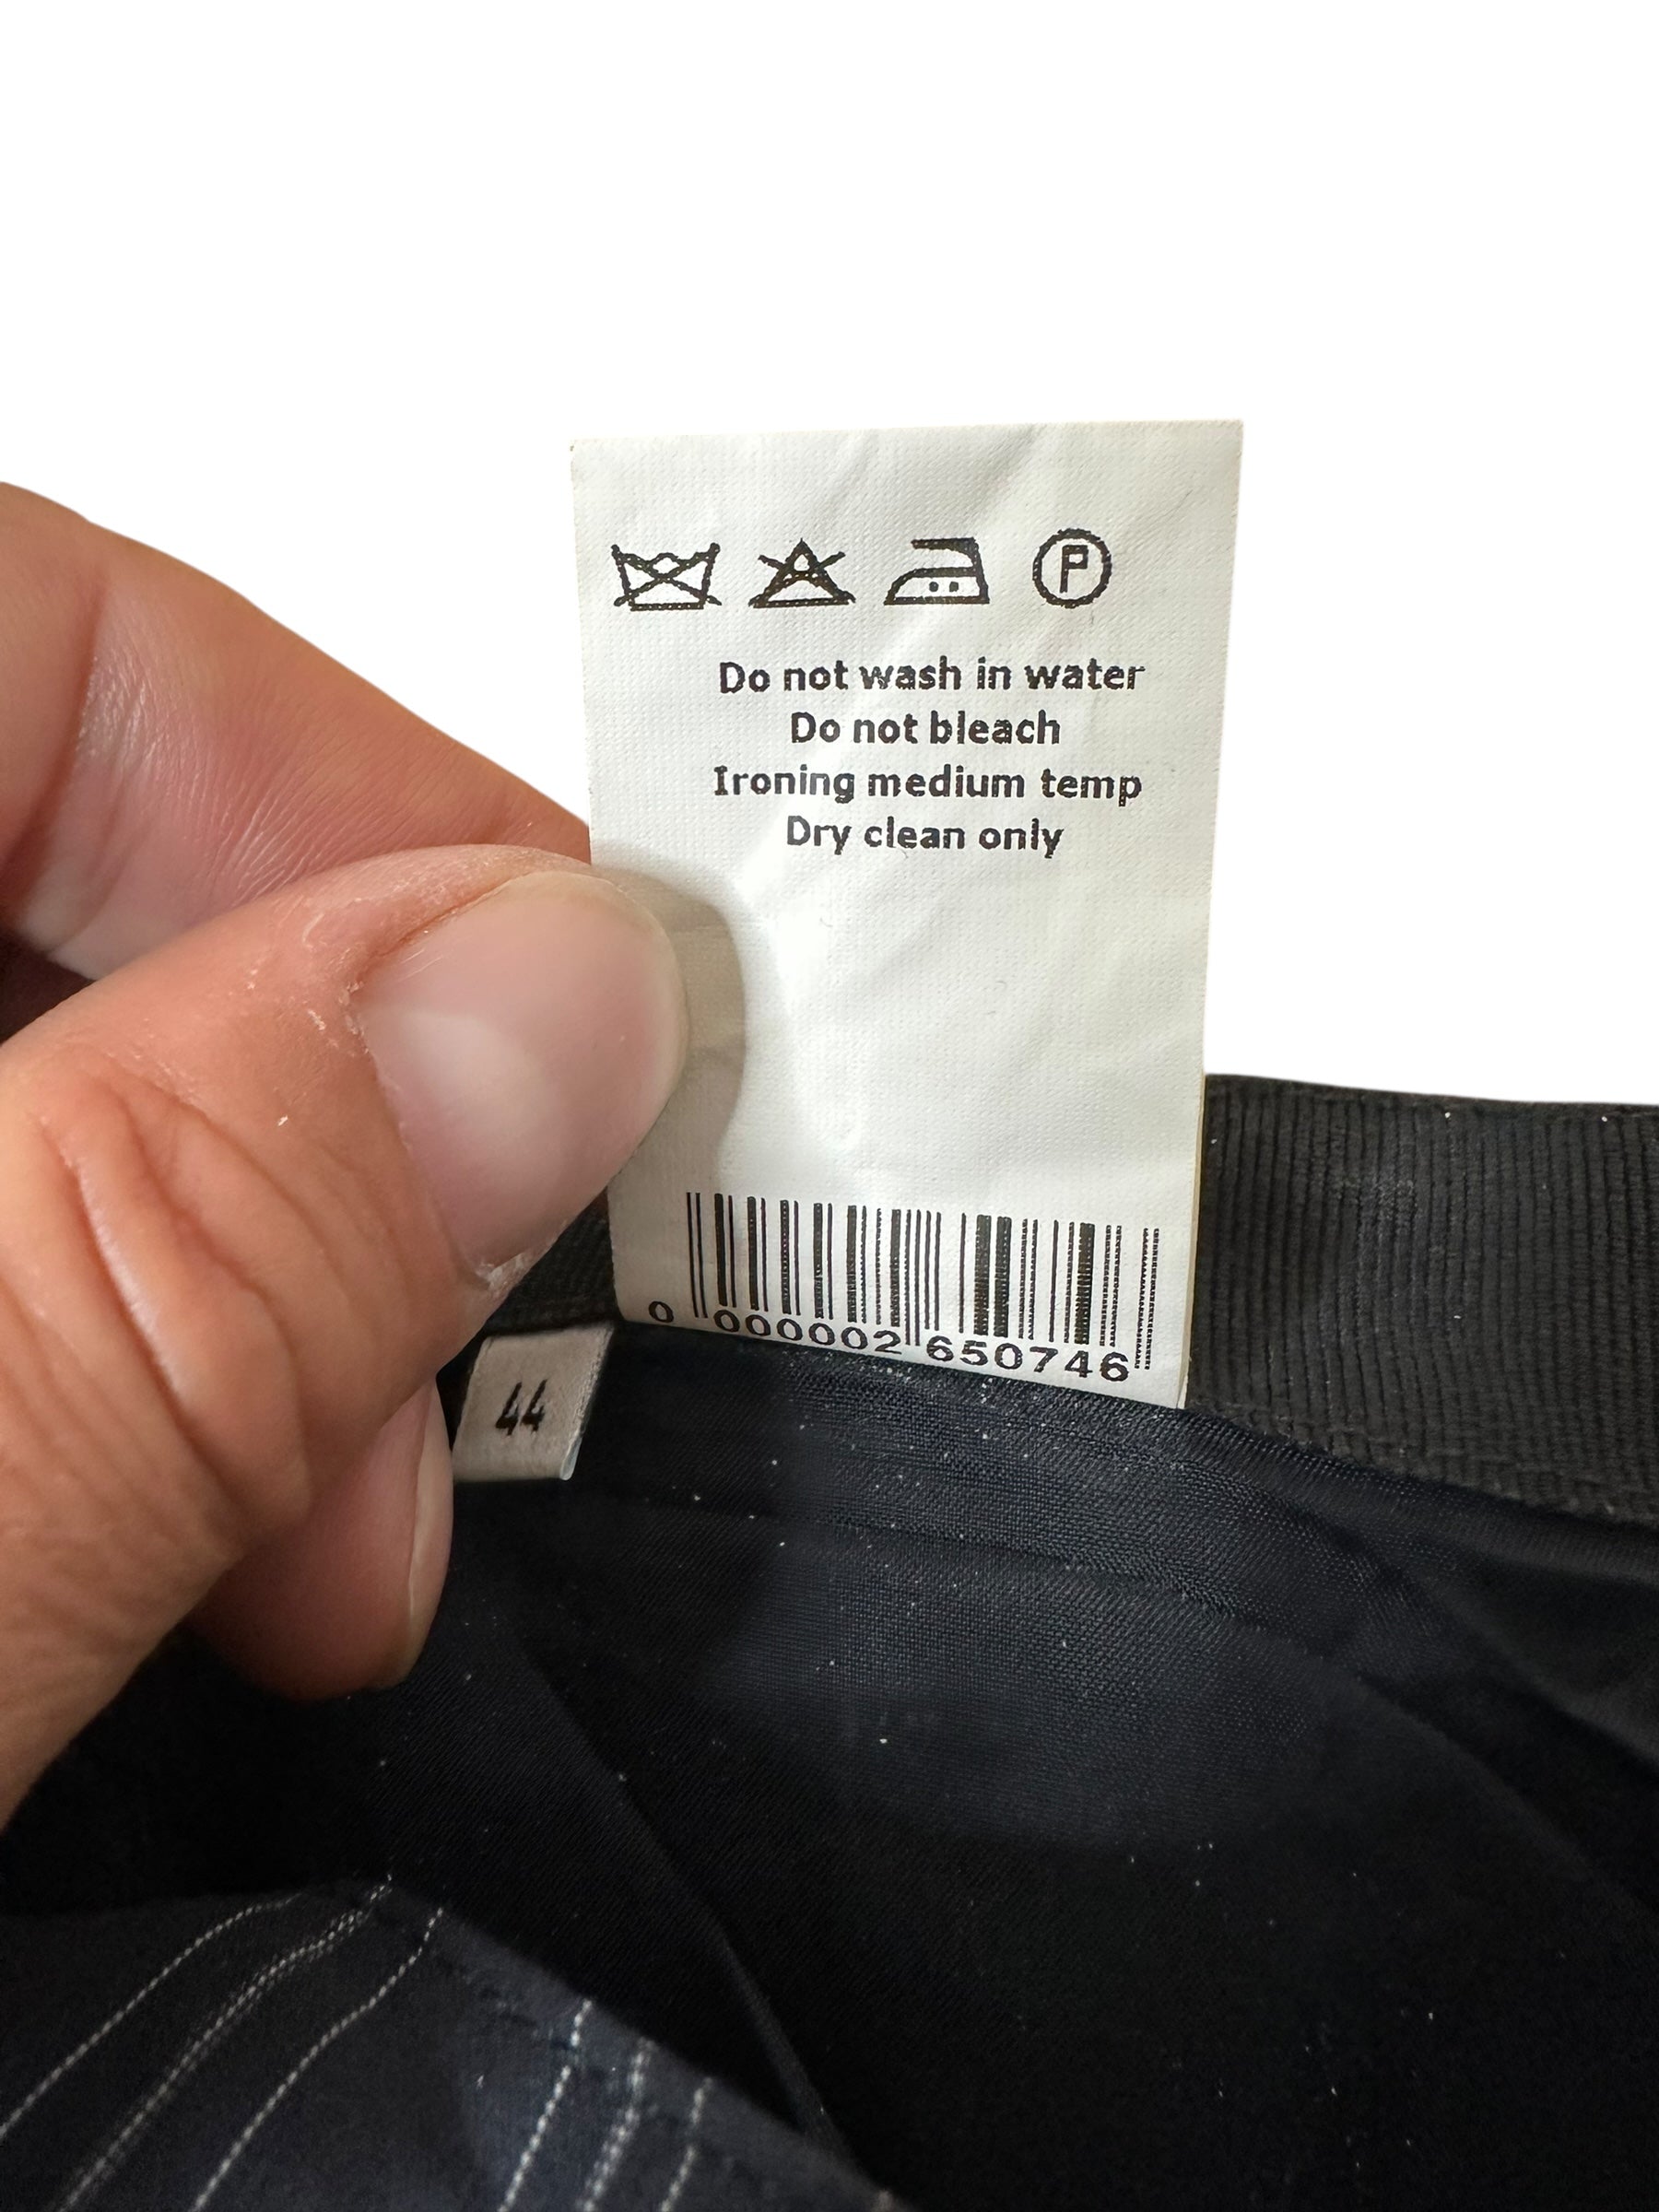 P
Do not wash in water
Do not bleach
Ironing medium temp
Dry clean only
0 000002 650746
44